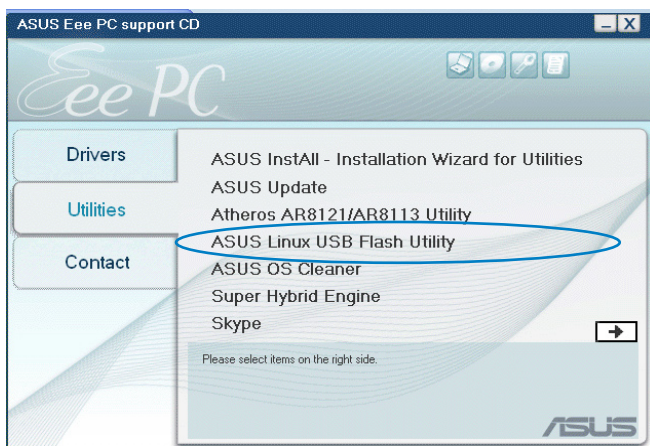 ASUS Eee PC support CD
Eee PC
Drivers
Utilities
Contact
ASUS InstAll - Installation Wizard for Utilities
ASUS Update
Atheros AR8121/AR8113 Utility
ASUS Linux USB Flash Utility
ASUS OS Cleaner
Super Hybrid Engine
Skype
Please select items on the right side.
ASUS